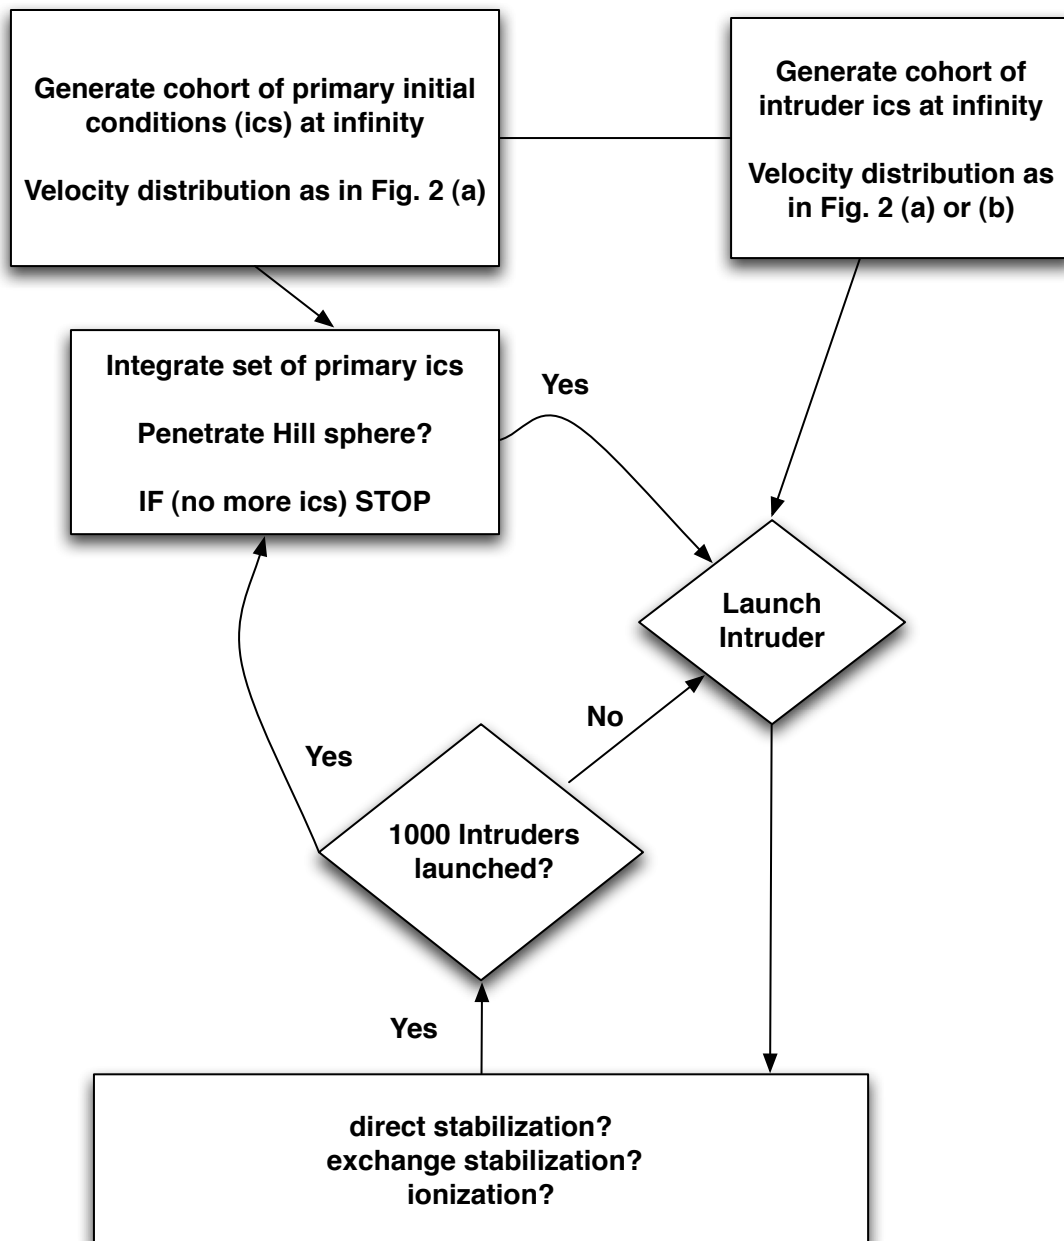 Generate cohort of primary initial
conditions (ics) at infinity
Velocity distribution as in Fig. 2 (a)
Generate cohort of
intruder ics at infinity
Velocity distribution as
in Fig. 2 (a) or (b)
Integrate set of primary ics
Penetrate Hill sphere?
IF (no more ics) STOP
Yes
Launch
Intruder
No
Yes
1000 Intruders
launched?
Yes
direct stabilization?
exchange stabilization?
ionization?